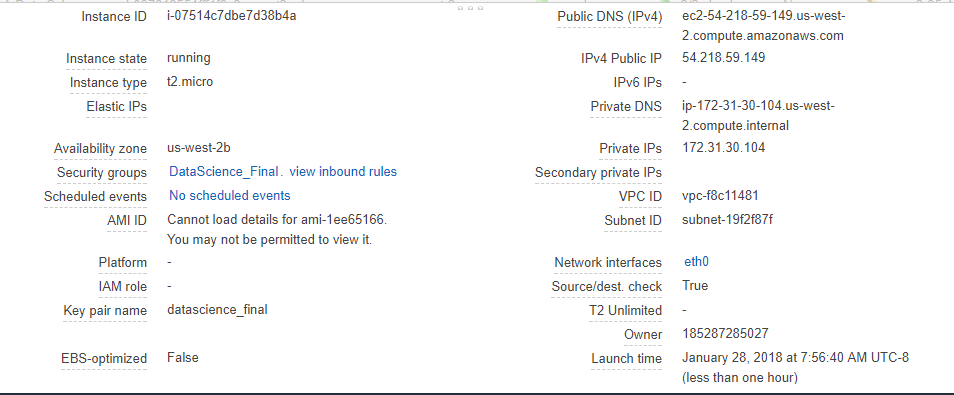 Instance ID i-07514c7dbe7d38b4a
Public DNS (IPv4) ec2-54-218-59-149.us-west-
2.compute.amazonaws.com
Instance state running
IPv4 Public IP 54.218.59.149
Instance type t2.micro
IPv6 IPs -
Elastic IPs
Private DNS ip-172-31-30-104.us-west-
2.compute.internal
Availability zone us-west-2b
Private IPs 172.31.30.104
Security groups DataScience_Final. view inbound rules
Secondary private IPs
Scheduled events No scheduled events
VPC ID vpc-f8c11481
AMI ID Cannot load details for ami-1ee65166.
You may not be permitted to view it.
Subnet ID subnet-19f2f87f
Platform -
Network interfaces eth0
IAM role -
Source/dest. check True
Key pair name datascience_final
T2 Unlimited -
Owner 185287285027
EBS-optimized False
Launch time January 28, 2018 at 7:56:40 AM UTC-8
(less than one hour)